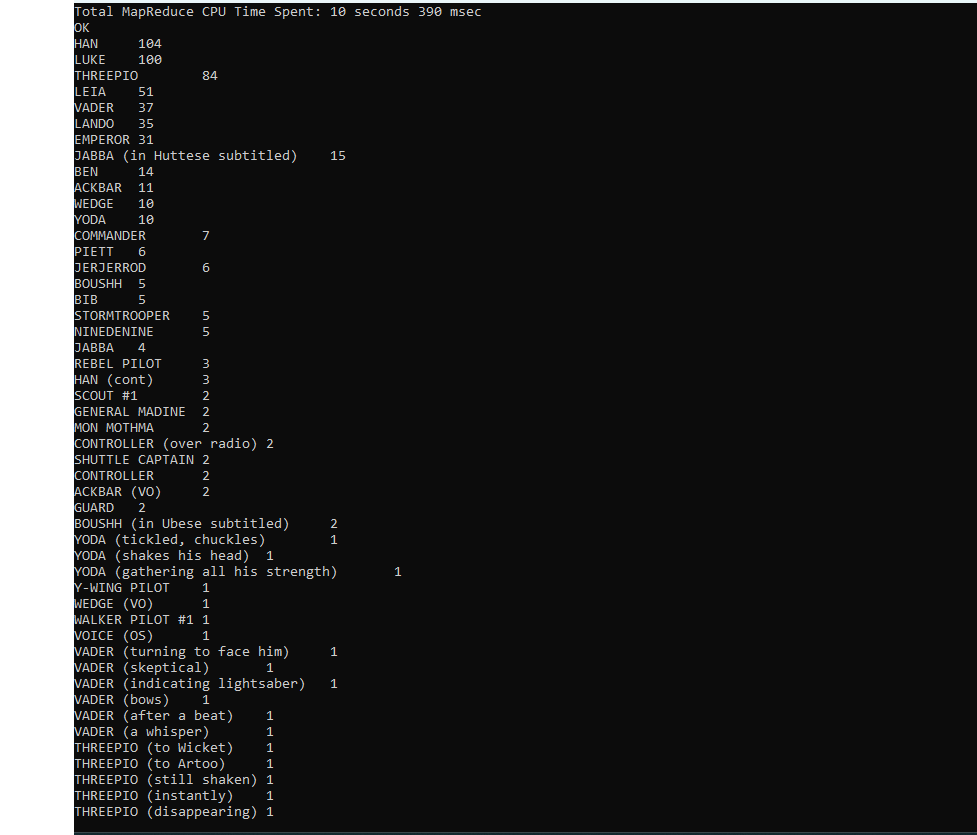 Total MapReduce CPU Time Spent: 10 seconds 390 msec
OK
HAN 104
LUKE 100
THREEPIO 84
LEIA 51
VADER 37
LANDO 35
EMPEROR 31
JABBA (in Huttese subtitled) 15
BEN 14
ACKBAR 11
WEDGE 10
YODA 10
COMMANDER 7
PIETT 6
JERJERROD 6
BOUSHH 5
BIB 5
STORMTROOPER 5
NINEDENINE 5
JABBA 4
REBEL PILOT 3
HAN (cont) 3
SCOUT #1 2
GENERAL MADINE 2
MON MOTHMA 2
CONTROLLER (over radio) 2
SHUTTLE CAPTAIN 2
CONTROLLER 2
ACKBAR (VO) 2
GUARD 2
BOUSHH (in Ubese subtitled) 2
YODA (tickled, chuckles) 1
YODA (shakes his head) 1
YODA (gathering all his strength) 1
Y-WING PILOT 1
WEDGE (VO) 1
WALKER PILOT #1 1
VOICE (OS) 1
VADER (turning to face him) 1
VADER (skeptical) 1
VADER (indicating lightsaber) 1
VADER (bows) 1
VADER (after a beat) 1
VADER (a whisper) 1
THREEPIO (to Wicket) 1
THREEPIO (to Artoo) 1
THREEPIO (still shaken) 1
THREEPIO (instantly) 1
THREEPIO (disappearing) 1